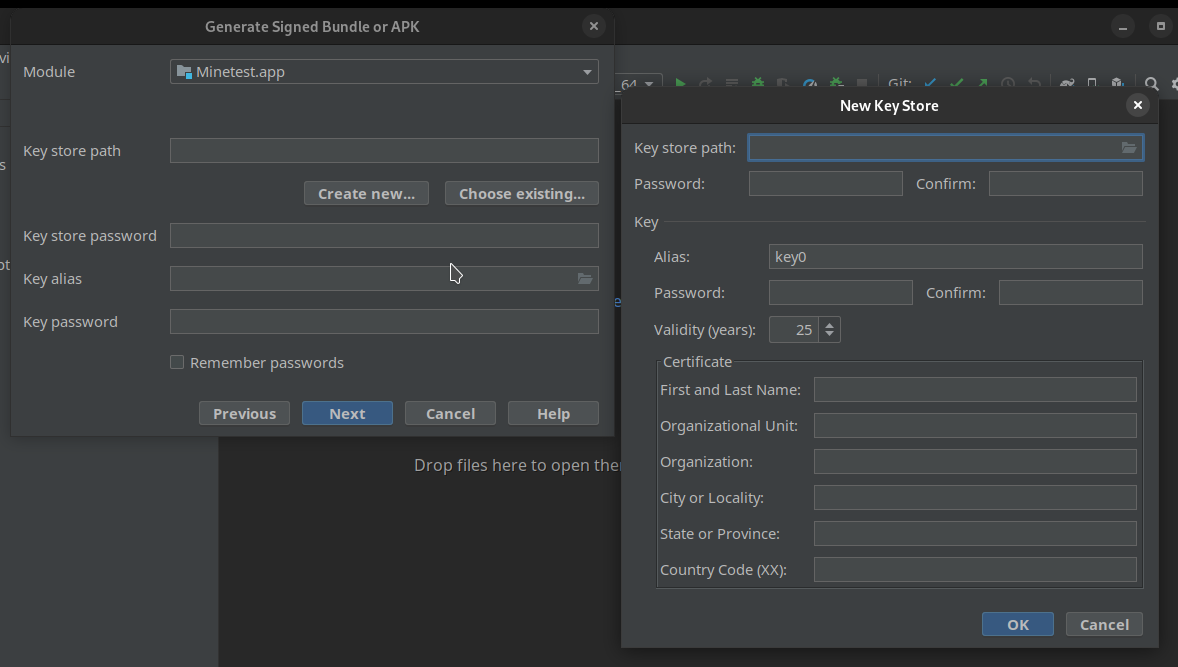 Generate Signed Bundle or APK
Module
Minetest.app
Key store path
Create new...
Choose existing...
Key store password
Key alias
Key password
Remember passwords
Previous
Next
Cancel
Help
Drop files here to open the
_64
Git:
New Key Store
Key store path:
Password:
Confirm:
Key
Alias:
key0
Password:
Confirm:
Validity (years):
25
Certificate
First and Last Name:
Organizational Unit:
Organization:
City or Locality:
State or Province:
Country Code (XX):
OK
Cancel